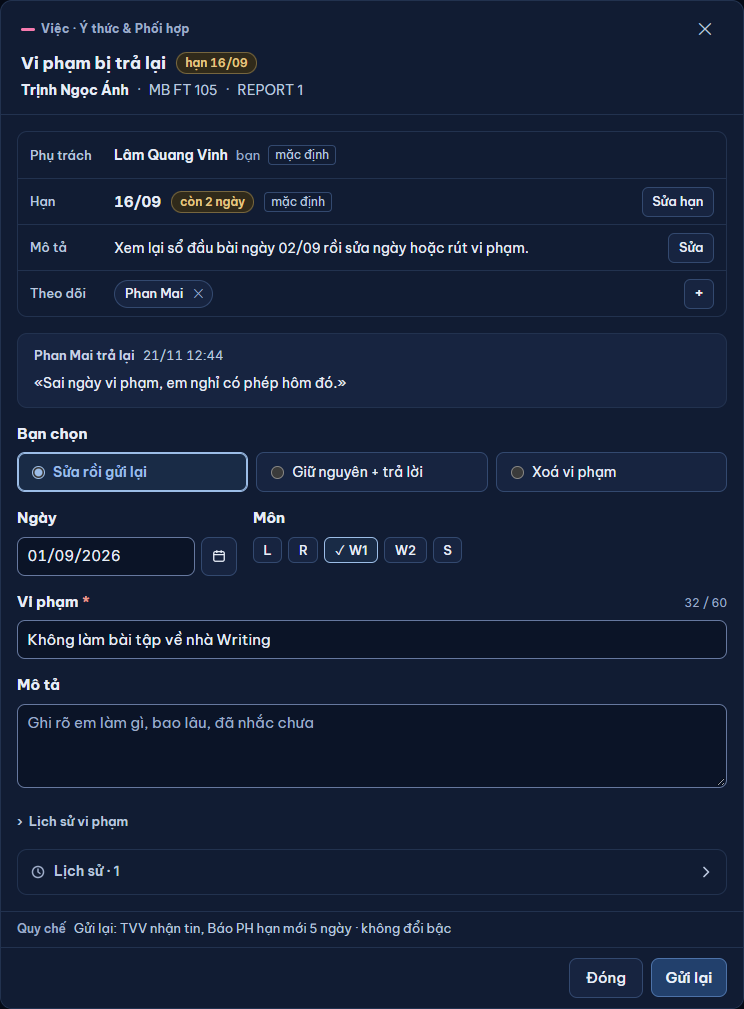 Việc · Ý thức & Phối hợp
Vi phạm bị trả lại hạn 16/09
Trịnh Ngọc Ánh · MB FT 105 · REPORT 1
Phụ trách Lâm Quang Vinh bạn mặc định
Hạn 16/09 còn 2 ngày mặc định Sửa hạn
Mô tả Xem lại sổ đầu bài ngày 02/09 rồi sửa ngày hoặc rút vi phạm. Sửa
Theo dõi Phan Mai +
Phan Mai trả lại 21/11 12:44
«Sai ngày vi phạm, em nghỉ có phép hôm đó.»
Bạn chọn
Sửa rồi gửi lại Giữ nguyên + trả lời Xoá vi phạm
Ngày Môn
01/09/2026 L R ✓ W1 W2 S
Vi phạm * 32 / 60
Không làm bài tập về nhà Writing
Mô tả
Ghi rõ em làm gì, bao lâu, đã nhắc chưa
› Lịch sử vi phạm
Lịch sử · 1
Quy chế Gửi lại: TVV nhận tin, Báo PH hạn mới 5 ngày · không đổi bậc
Đóng Gửi lại